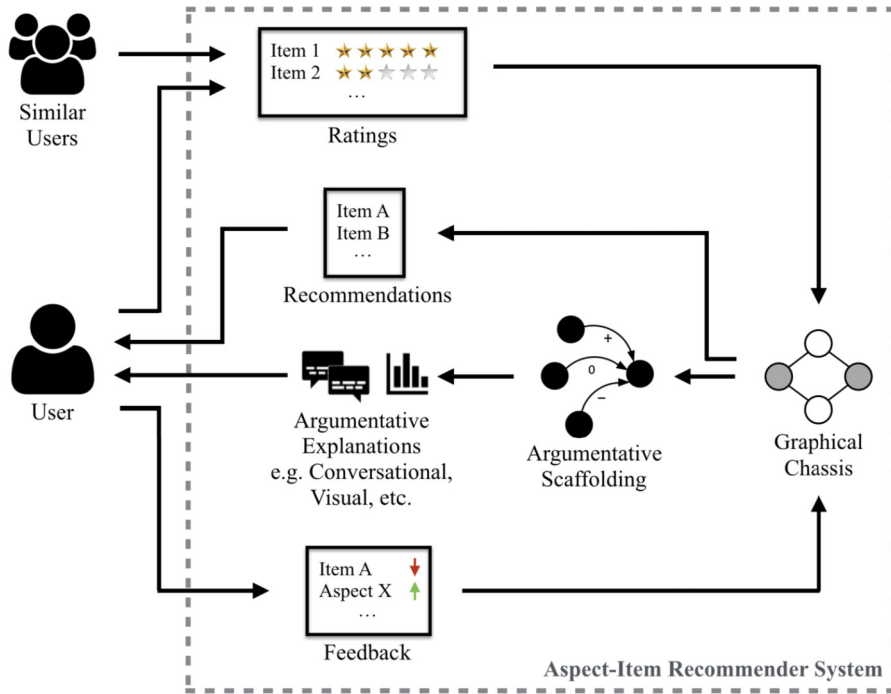 Item 1
Item 2
…
Ratings
Similar
Users
Item A
Item B
…
Recommendations
User
Argumentative
Explanations
e.g. Conversational,
Visual, etc.
+
0
−
Argumentative
Scaffolding
Graphical
Chassis
Item A
Aspect X
…
Feedback
Aspect-Item Recommender System